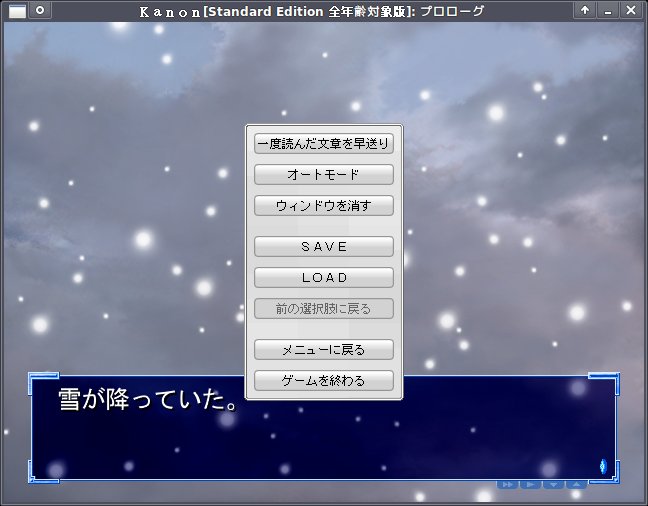 Ｋａｎｏｎ[Standard Edition 全年齢対象版]: プロローグ
一度読んだ文章を早送り
オートモード
ウィンドウを消す
ＳＡＶＥ
ＬＯＡＤ
前の選択肢に戻る
メニューに戻る
ゲームを終わる
雪が降っていた。